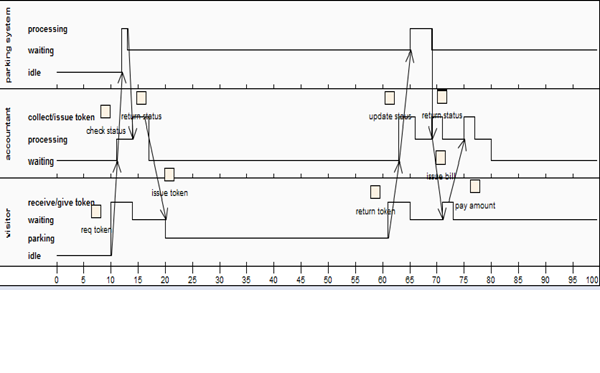 parking system
processing
waiting
idle
accountant
collect/issue token
processing
waiting
check status
return status
update staus
return status
visitor
receive/give token
waiting
parking
idle
req token
issue token
return token
issue bill
pay amount
0 5 10 15 20 25 30 35 40 45 50 55 60 65 70 75 80 85 90 95 100